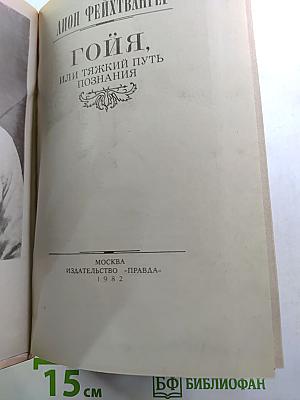 ЛИОН ФЕЙХТВАНГЕР
ГОЙЯ,
ИЛИ ТЯЖКИЙ ПУТЬ
ПОЗНАНИЯ
МОСКВА
ИЗДАТЕЛЬСТВО «ПРАВДА»
1982
15 см
БФ БИБЛИОФАН